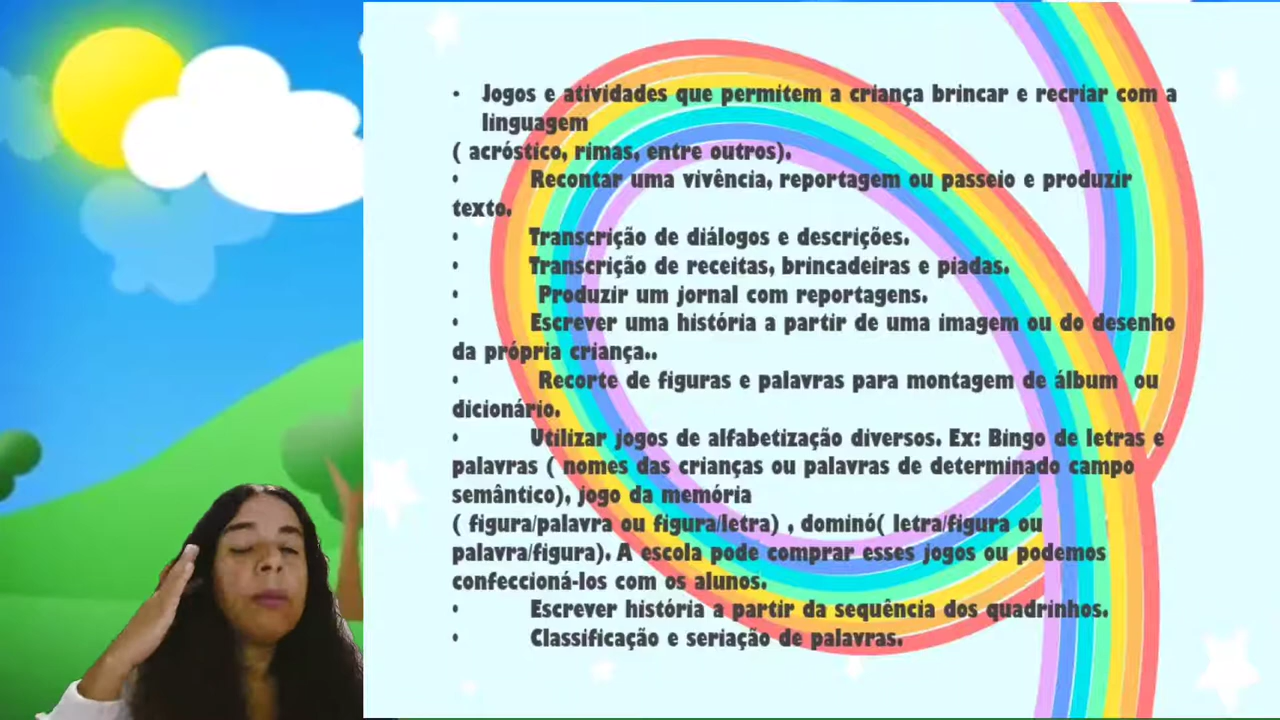 • Jogos e atividades que permitem a criança brincar e recriar com a
linguagem
( acróstico, rimas, entre outros).
• Recontar uma vivência, reportagem ou passeio e produzir
texto.
• Transcrição de diálogos e descrições.
• Transcrição de receitas, brincadeiras e piadas.
• Produzir um jornal com reportagens.
• Escrever uma história a partir de uma imagem ou do desenho
da própria criança..
• Recorte de figuras e palavras para montagem de álbum ou
dicionário.
• Utilizar jogos de alfabetização diversos. Ex: Bingo de letras e
palavras ( nomes das crianças ou palavras de determinado campo
semântico), jogo da memória
( figura/palavra ou figura/letra) , dominó( letra/figura ou
palavra/figura). A escola pode comprar esses jogos ou podemos
confeccioná-los com os alunos.
• Escrever história a partir da sequência dos quadrinhos.
• Classificação e seriação de palavras.